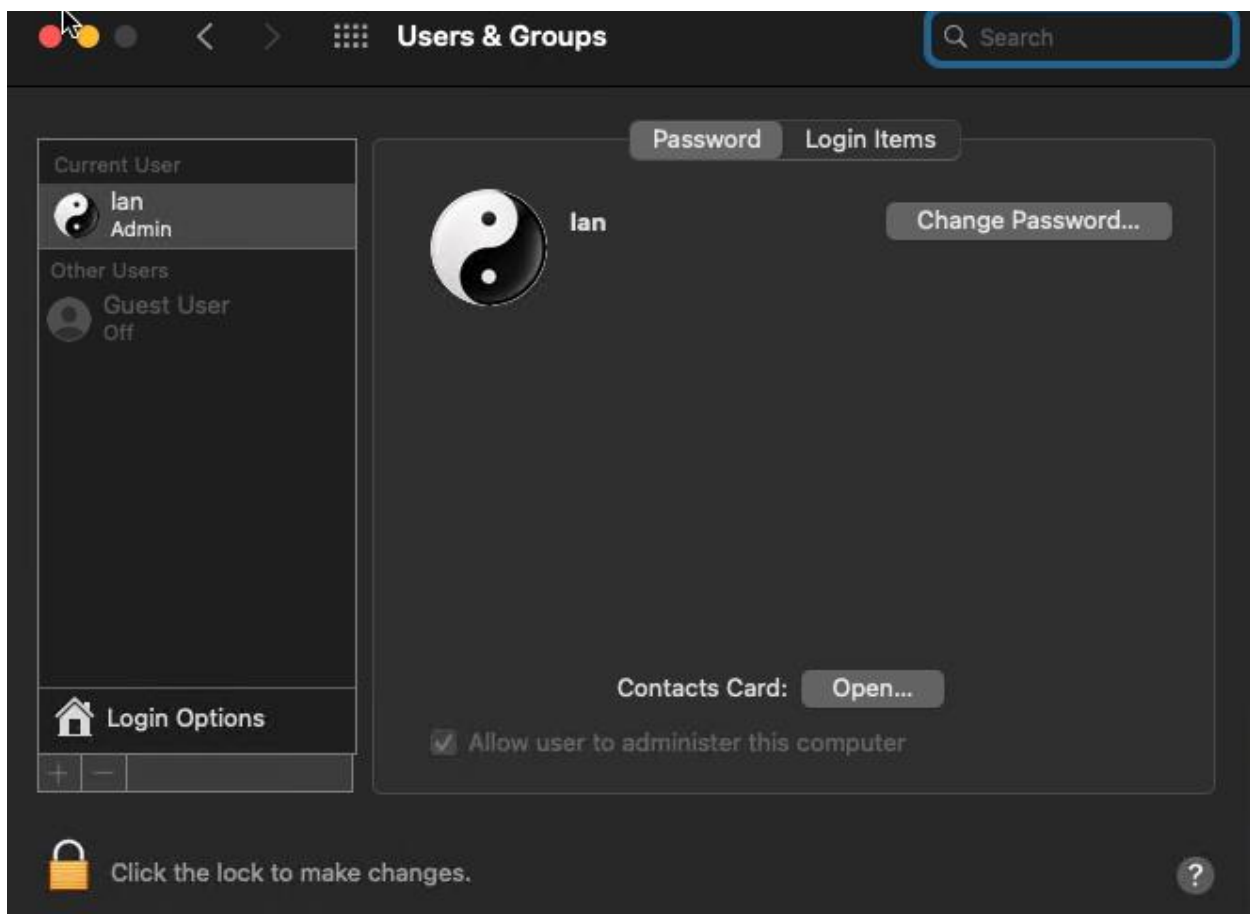 Users & Groups
Search
Password
Login Items
Current User
Ian
Admin
Other Users
Guest User
Off
Login Options
Ian
Change Password...
Contacts Card:
Open...
Allow user to administer this computer
+
−
Click the lock to make changes.
?